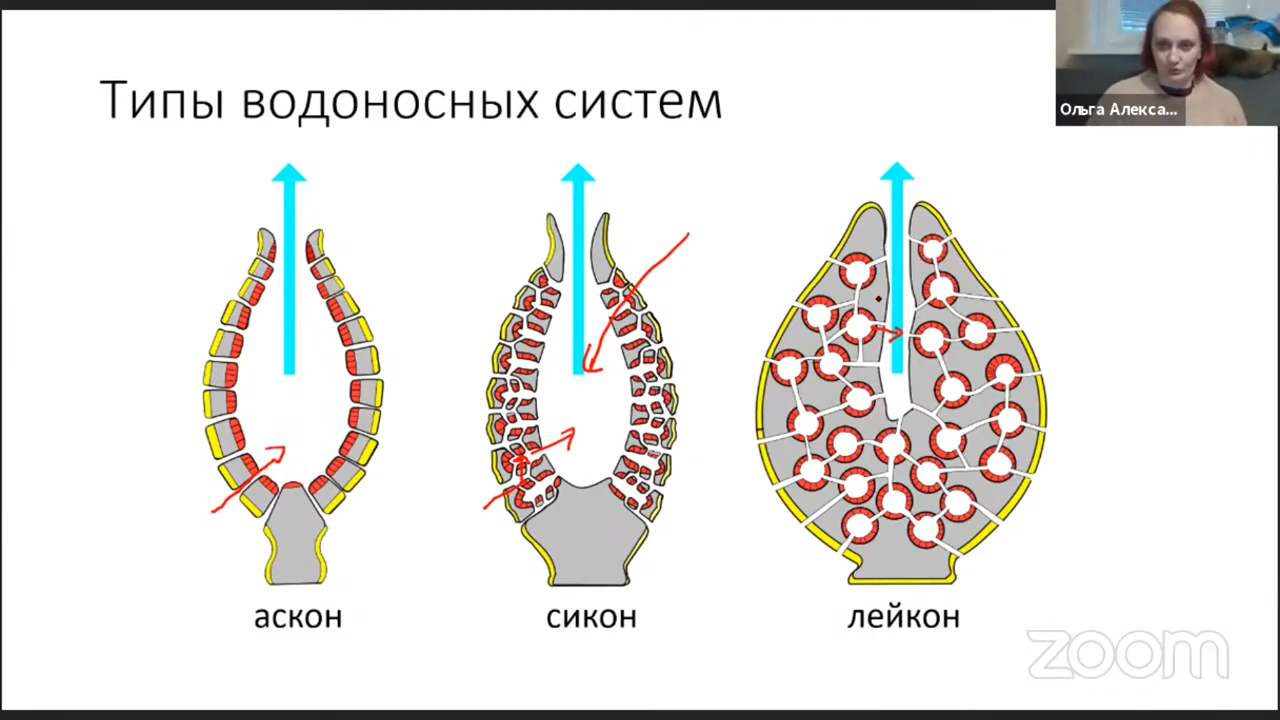 Типы водоносных систем
Ольга Алекса...
аскон
сикон
лейкон
zoom